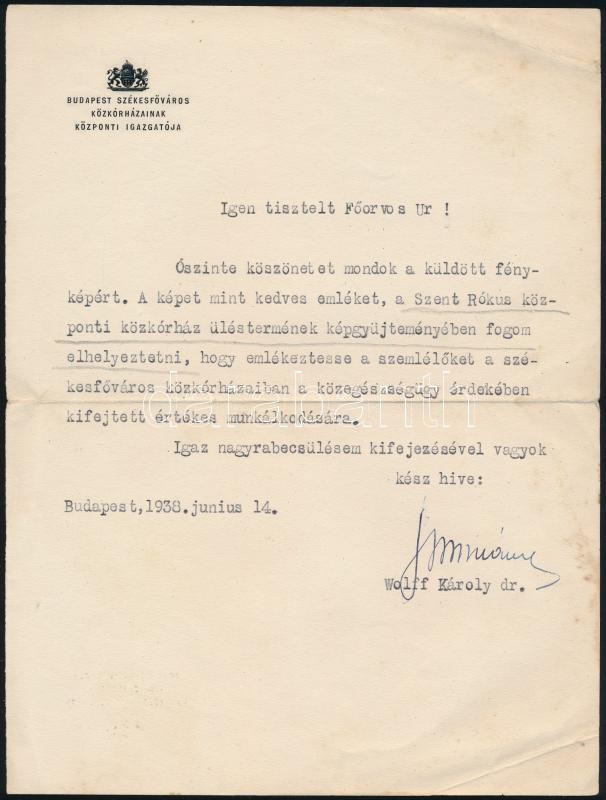 BUDAPEST SZÉKESFŐVÁROS
KÖZKÓRHÁZAINAK
KÖZPONTI IGAZGATÓJA
Igen tisztelt Főorvos Ur !
Őszinte köszönetet mondok a küldött fény-
képért. A képet mint kedves emléket, a Szent Rókus köz-
ponti közkórház üléstermének képgyüjteményében fogom
elhelyeztetni, hogy emlékeztesse a szemlélőket a szé-
kesfőváros közkórházaiban a közegészségügy érdekében
kifejtett értékes munkálkodására.
darabanth
Igaz nagyrabecsülésem kifejezésével vagyok
kész hive:
Budapest,1938.junius 14.
Wolff Károly dr.